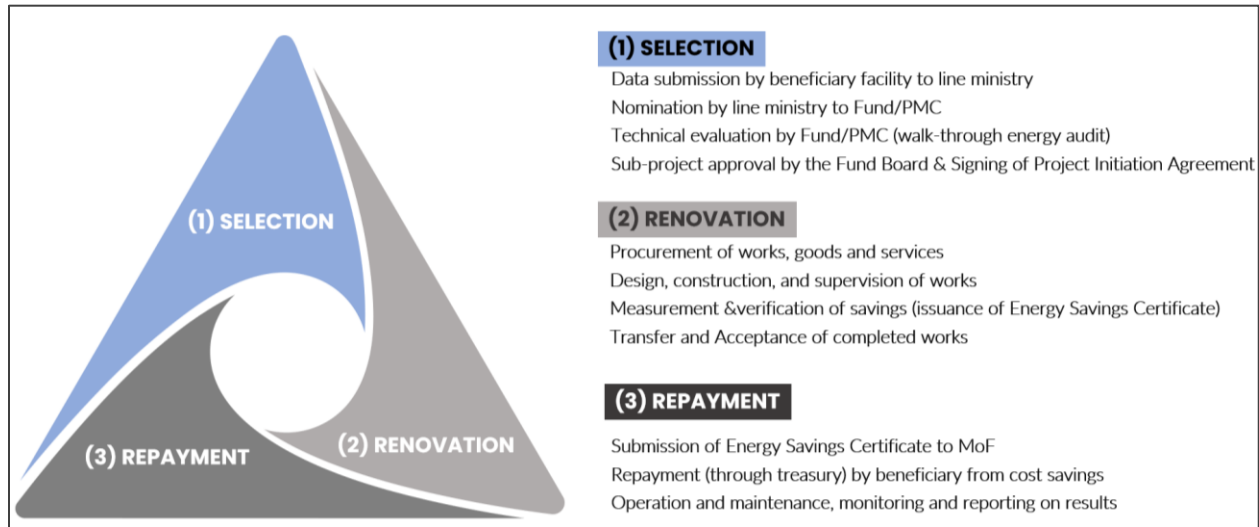 (1) SELECTION
(2) RENOVATION
(3) REPAYMENT
(1) SELECTION
Data submission by beneficiary facility to line ministry
Nomination by line ministry to Fund/PMC
Technical evaluation by Fund/PMC (walk-through energy audit)
Sub-project approval by the Fund Board & Signing of Project Initiation Agreement
(2) RENOVATION
Procurement of works, goods and services
Design, construction, and supervision of works
Measurement &verification of savings (issuance of Energy Savings Certificate)
Transfer and Acceptance of completed works
(3) REPAYMENT
Submission of Energy Savings Certificate to MoF
Repayment (through treasury) by beneficiary from cost savings
Operation and maintenance, monitoring and reporting on results